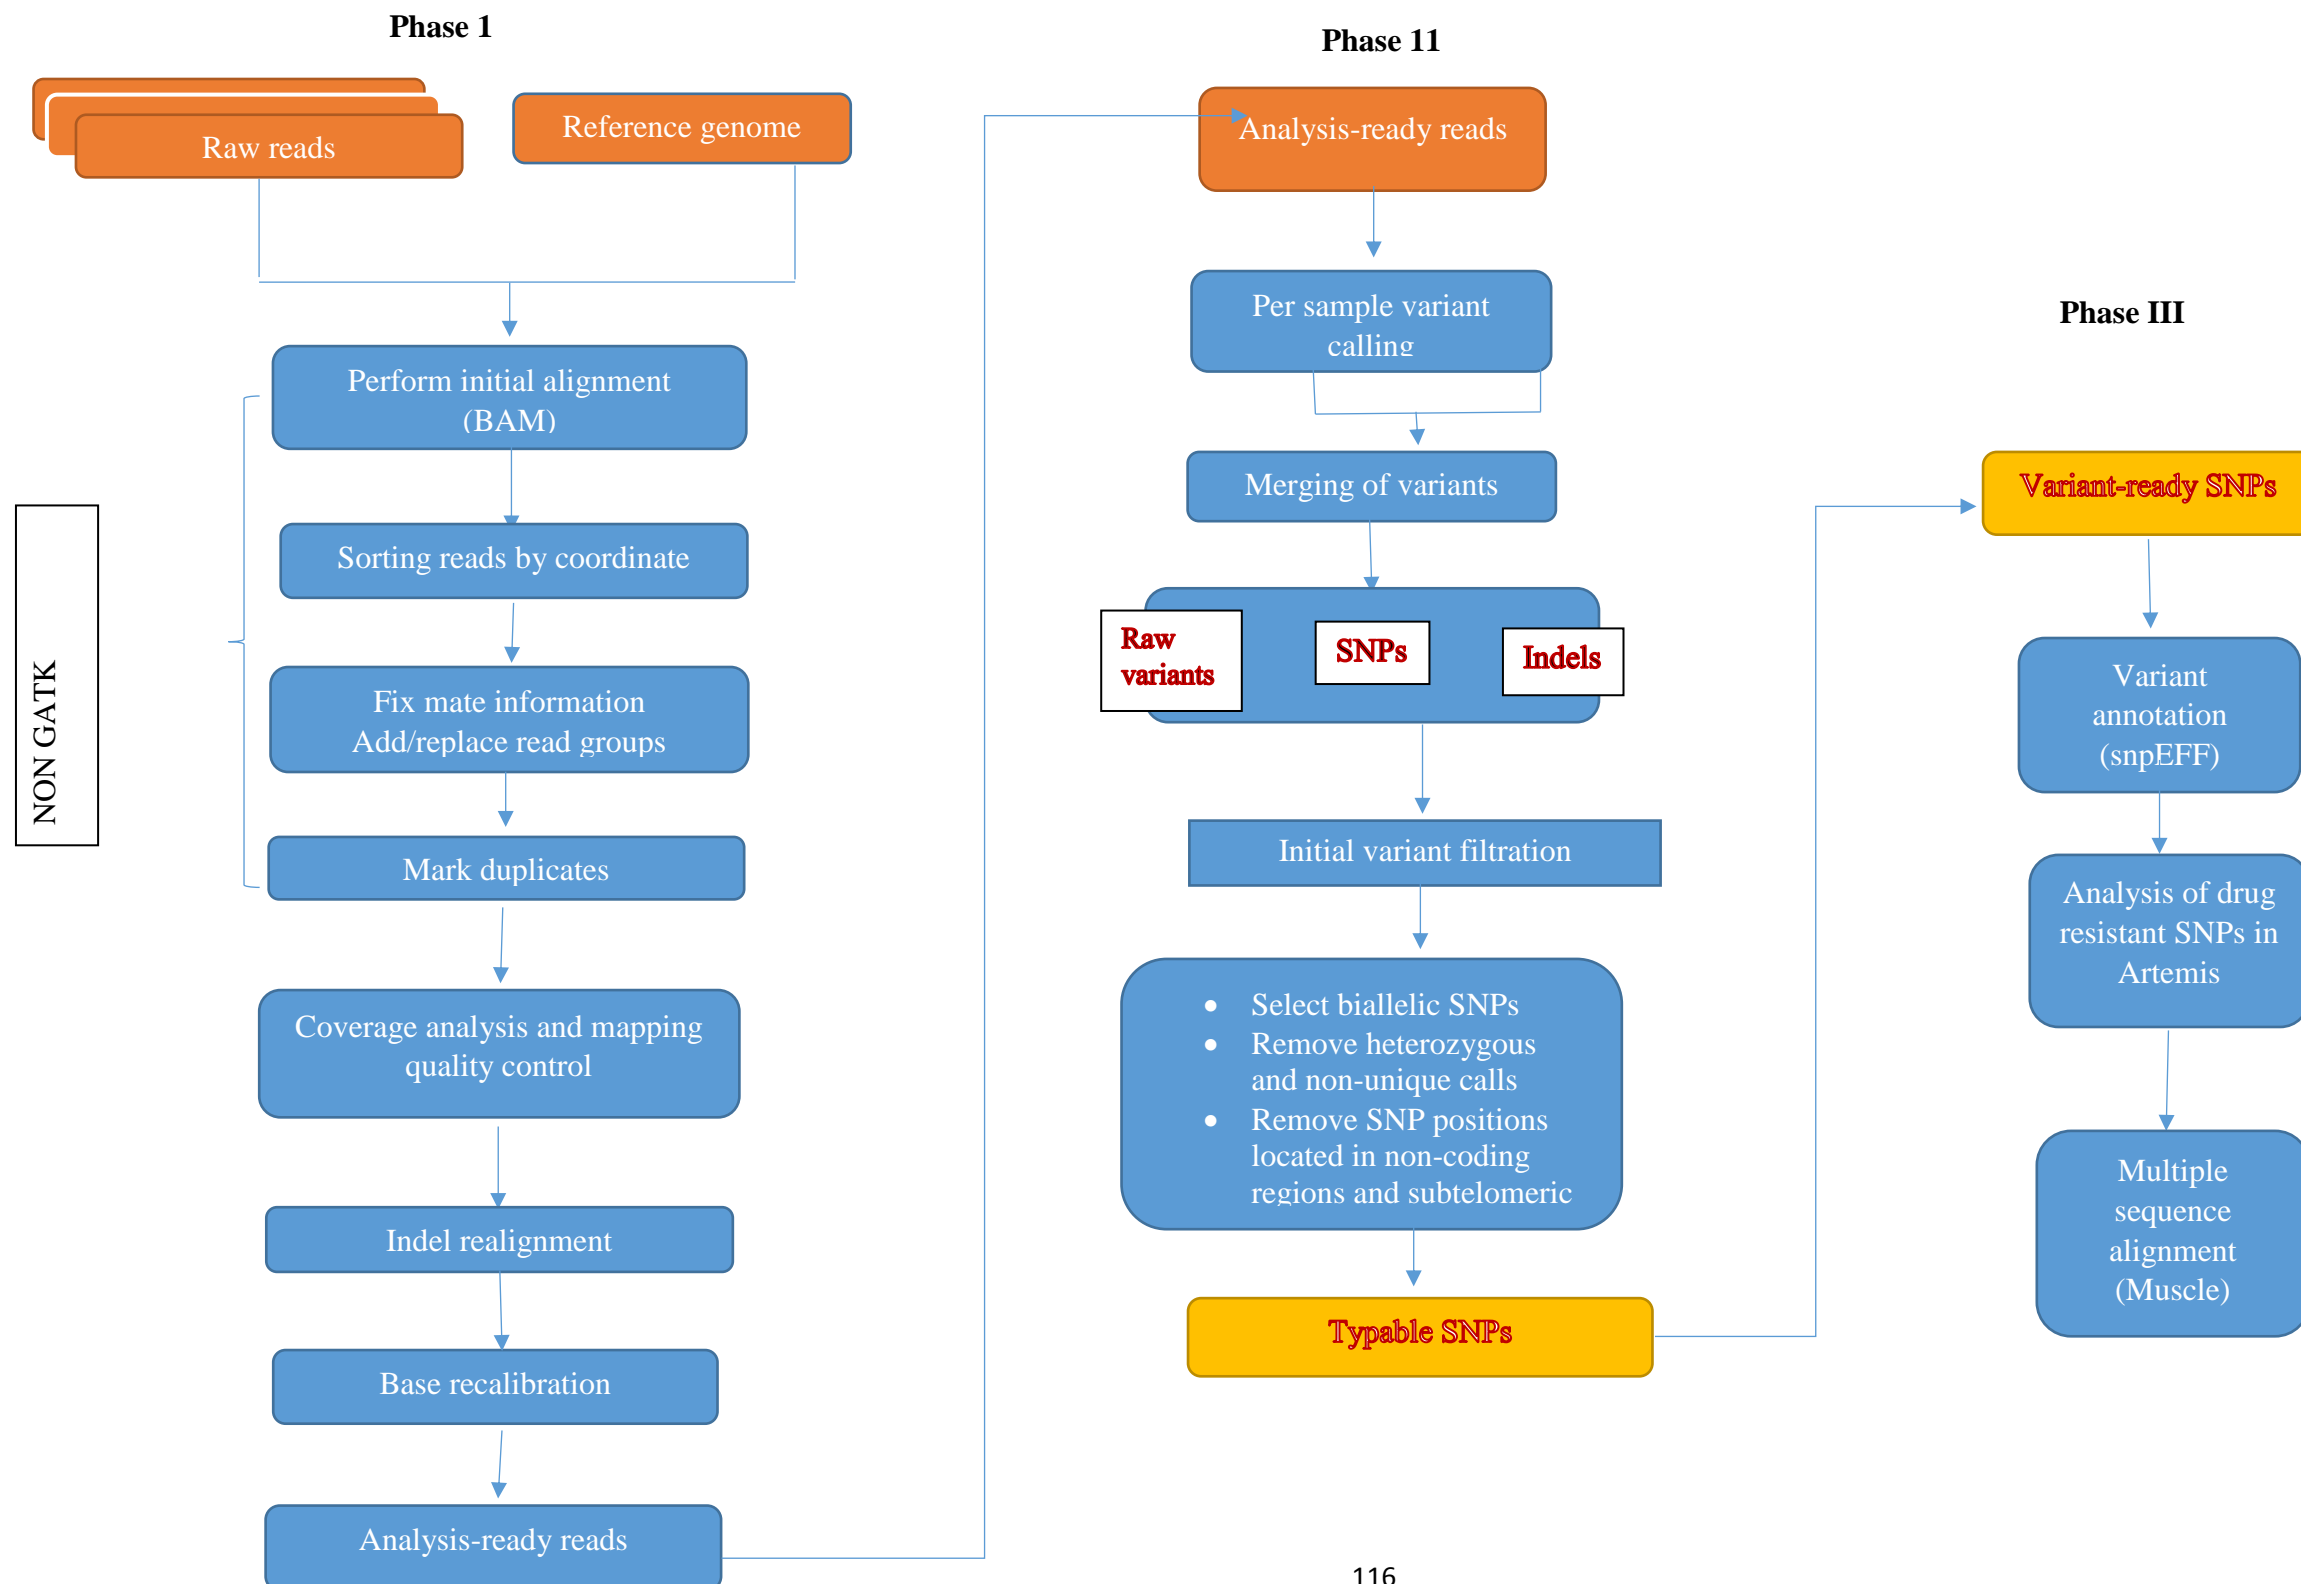 Phase 1
Raw reads
Reference genome
Perform initial alignment
(BAM)
Sorting reads by coordinate
Fix mate information
Add/replace read groups
Mark duplicates
NON GATK
Coverage analysis and mapping
quality control
Indel realignment
Base recalibration
Analysis-ready reads
Phase 11
Analysis-ready reads
Per sample variant
calling
Merging of variants
Raw
variants
SNPs
Indels
Initial variant filtration
• Select biallelic SNPs
• Remove heterozygous
and non-unique calls
• Remove SNP positions
located in non-coding
regions and subtelomeric
Typable SNPs
Phase III
Variant-ready SNPs
Variant
annotation
(snpEFF)
Analysis of drug
resistant SNPs in
Artemis
Multiple
sequence
alignment
(Muscle)
116